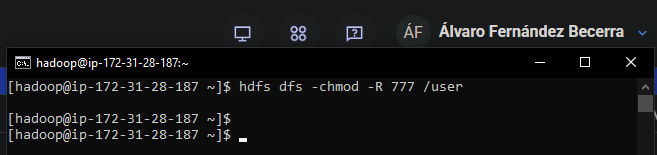 ÁF Álvaro Fernández Becerra
hadoop@ip-172-31-28-187:~
[hadoop@ip-172-31-28-187 ~]$ hdfs dfs -chmod -R 777 /user
[hadoop@ip-172-31-28-187 ~]$
[hadoop@ip-172-31-28-187 ~]$